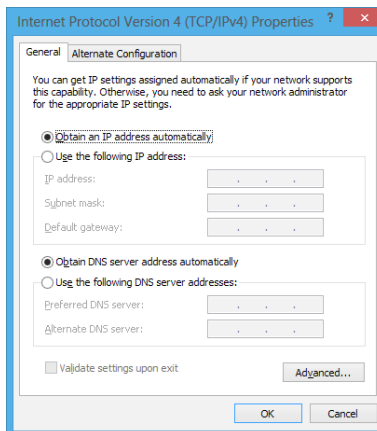 Internet Protocol Version 4 (TCP/IPv4) Properties ? ×
General Alternate Configuration
You can get IP settings assigned automatically if your network supports
this capability. Otherwise, you need to ask your network administrator
for the appropriate IP settings.
Obtain an IP address automatically
Use the following IP address:
IP address: . . .
Subnet mask: . . .
Default gateway: . . .
Obtain DNS server address automatically
Use the following DNS server addresses:
Preferred DNS server: . . .
Alternate DNS server: . . .
Validate settings upon exit
Advanced...
OK Cancel